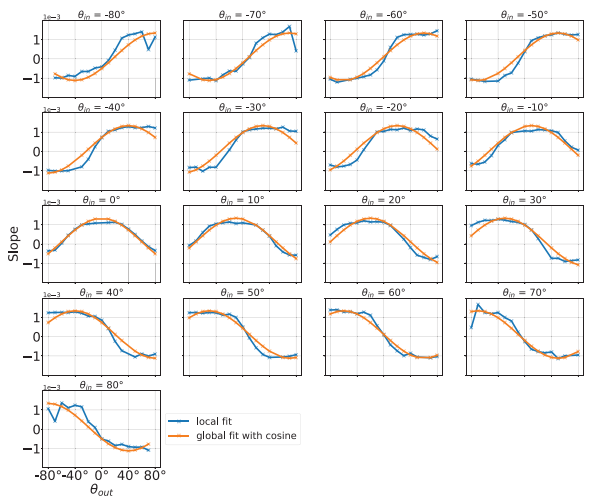 θin = -80° θin = -70° θin = -60° θin = -50°
1e−3
1
0
−1
θin = -40° θin = -30° θin = -20° θin = -10°
1e−3
1
0
−1
θin = 0° θin = 10° θin = 20° θin = 30°
1e−3
1
0
−1
Slope
θin = 40° θin = 50° θin = 60° θin = 70°
1e−3
1
0
−1
θin = 80°
1e−3
1
0
−1
-80° -40° 0° 40° 80°
θout
local fit
global fit with cosine